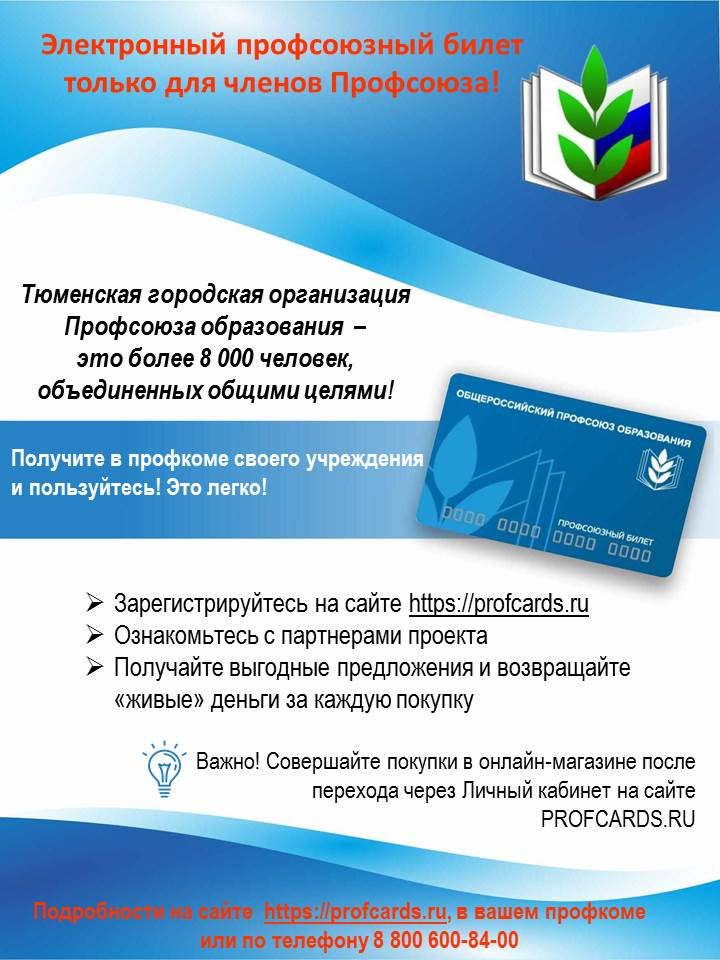 Электронный профсоюзный билет
только для членов Профсоюза!
Тюменская городская организация
Профсоюза образования –
это более 8 000 человек,
объединенных общими целями!
ОБЩЕРОССИЙСКИЙ ПРОФСОЮЗ ОБРАЗОВАНИЯ
Получите в профкоме своего учреждения
и пользуйтесь! Это легко!
0000 0000 0000 0000
ПРОФСОЮЗНЫЙ БИЛЕТ
➢ Зарегистрируйтесь на сайте https://profcards.ru
➢ Ознакомьтесь с партнерами проекта
➢ Получайте выгодные предложения и возвращайте
«живые» деньги за каждую покупку
Важно! Совершайте покупки в онлайн-магазине после
перехода через Личный кабинет на сайте
PROFCARDS.RU
Подробности на сайте https://profcards.ru, в вашем профкоме
или по телефону 8 800 600-84-00